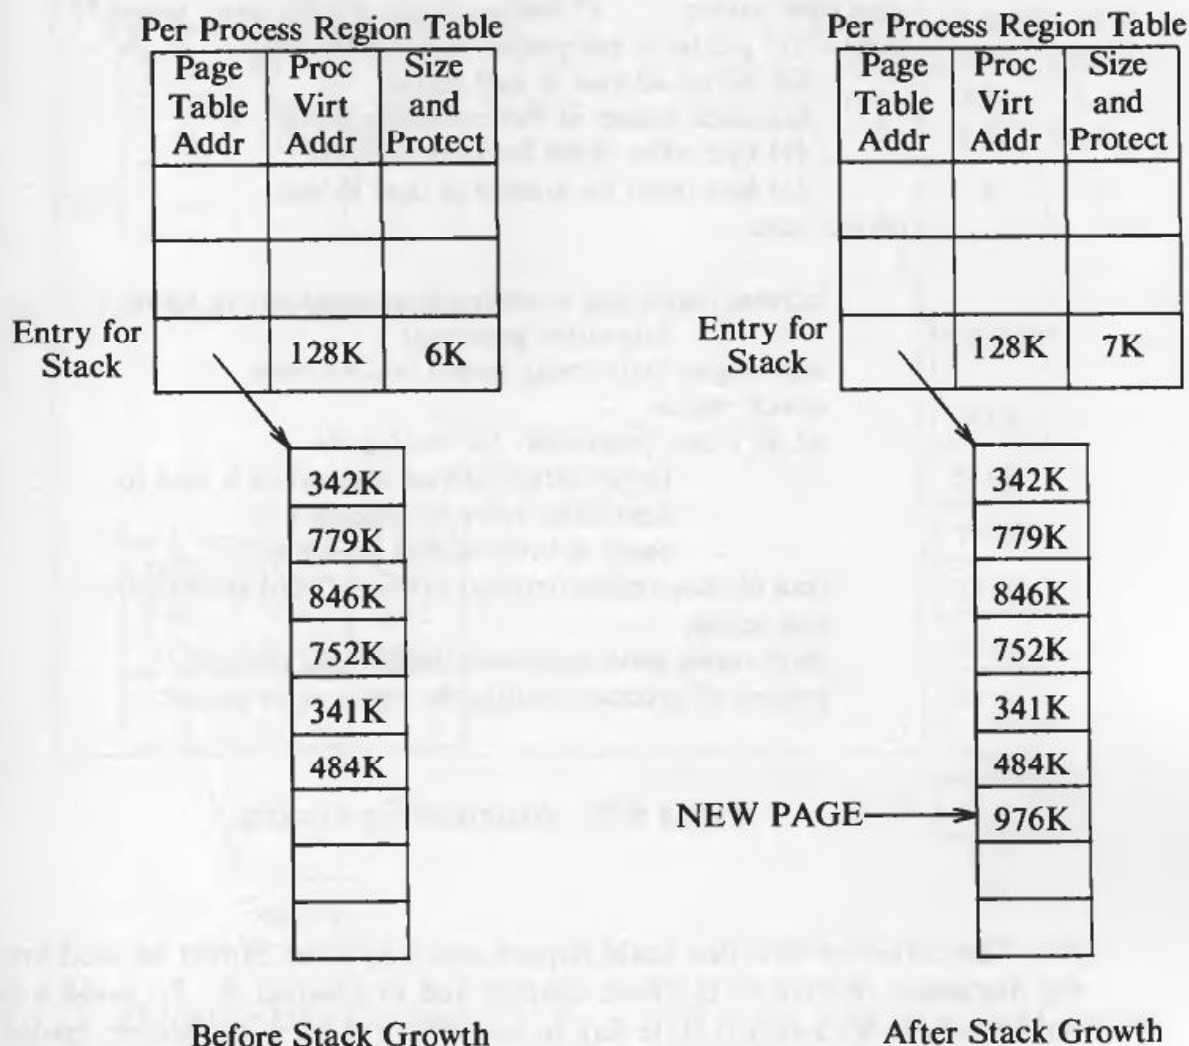 Per Process Region Table
Page Table Addr
Proc Virt Addr
Size and Protect
Entry for Stack
128K
6K
342K
779K
846K
752K
341K
484K
Before Stack Growth
Per Process Region Table
Page Table Addr
Proc Virt Addr
Size and Protect
Entry for Stack
128K
7K
342K
779K
846K
752K
341K
484K
NEW PAGE
976K
After Stack Growth